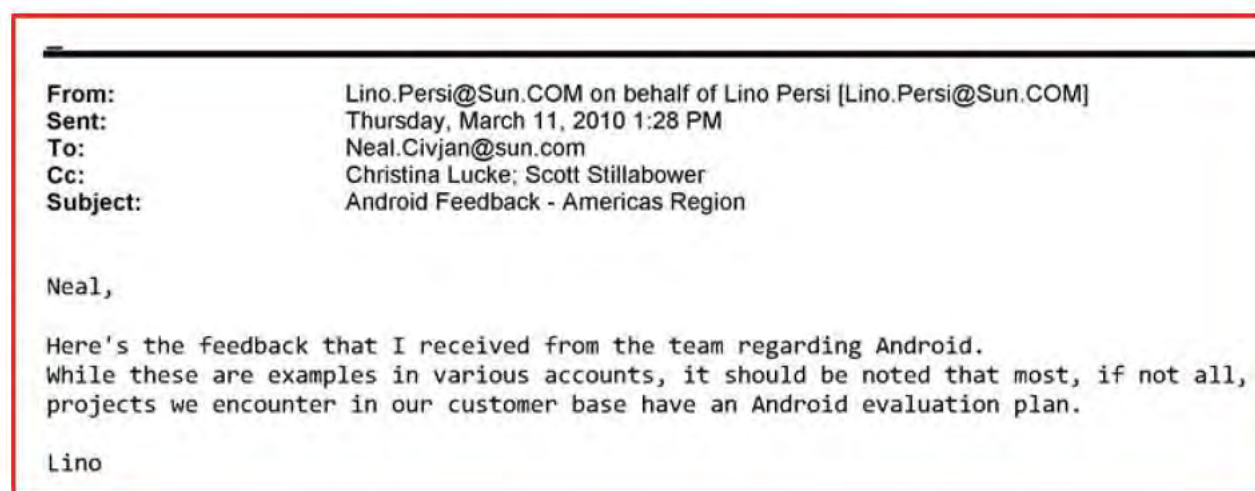 From: Lino.Persi@Sun.COM on behalf of Lino Persi [Lino.Persi@Sun.COM]
Sent: Thursday, March 11, 2010 1:28 PM
To: Neal.Civjan@sun.com
Cc: Christina Lucke; Scott Stillabower
Subject: Android Feedback - Americas Region
Neal,
Here's the feedback that I received from the team regarding Android.
While these are examples in various accounts, it should be noted that most, if not all,
projects we encounter in our customer base have an Android evaluation plan.
Lino